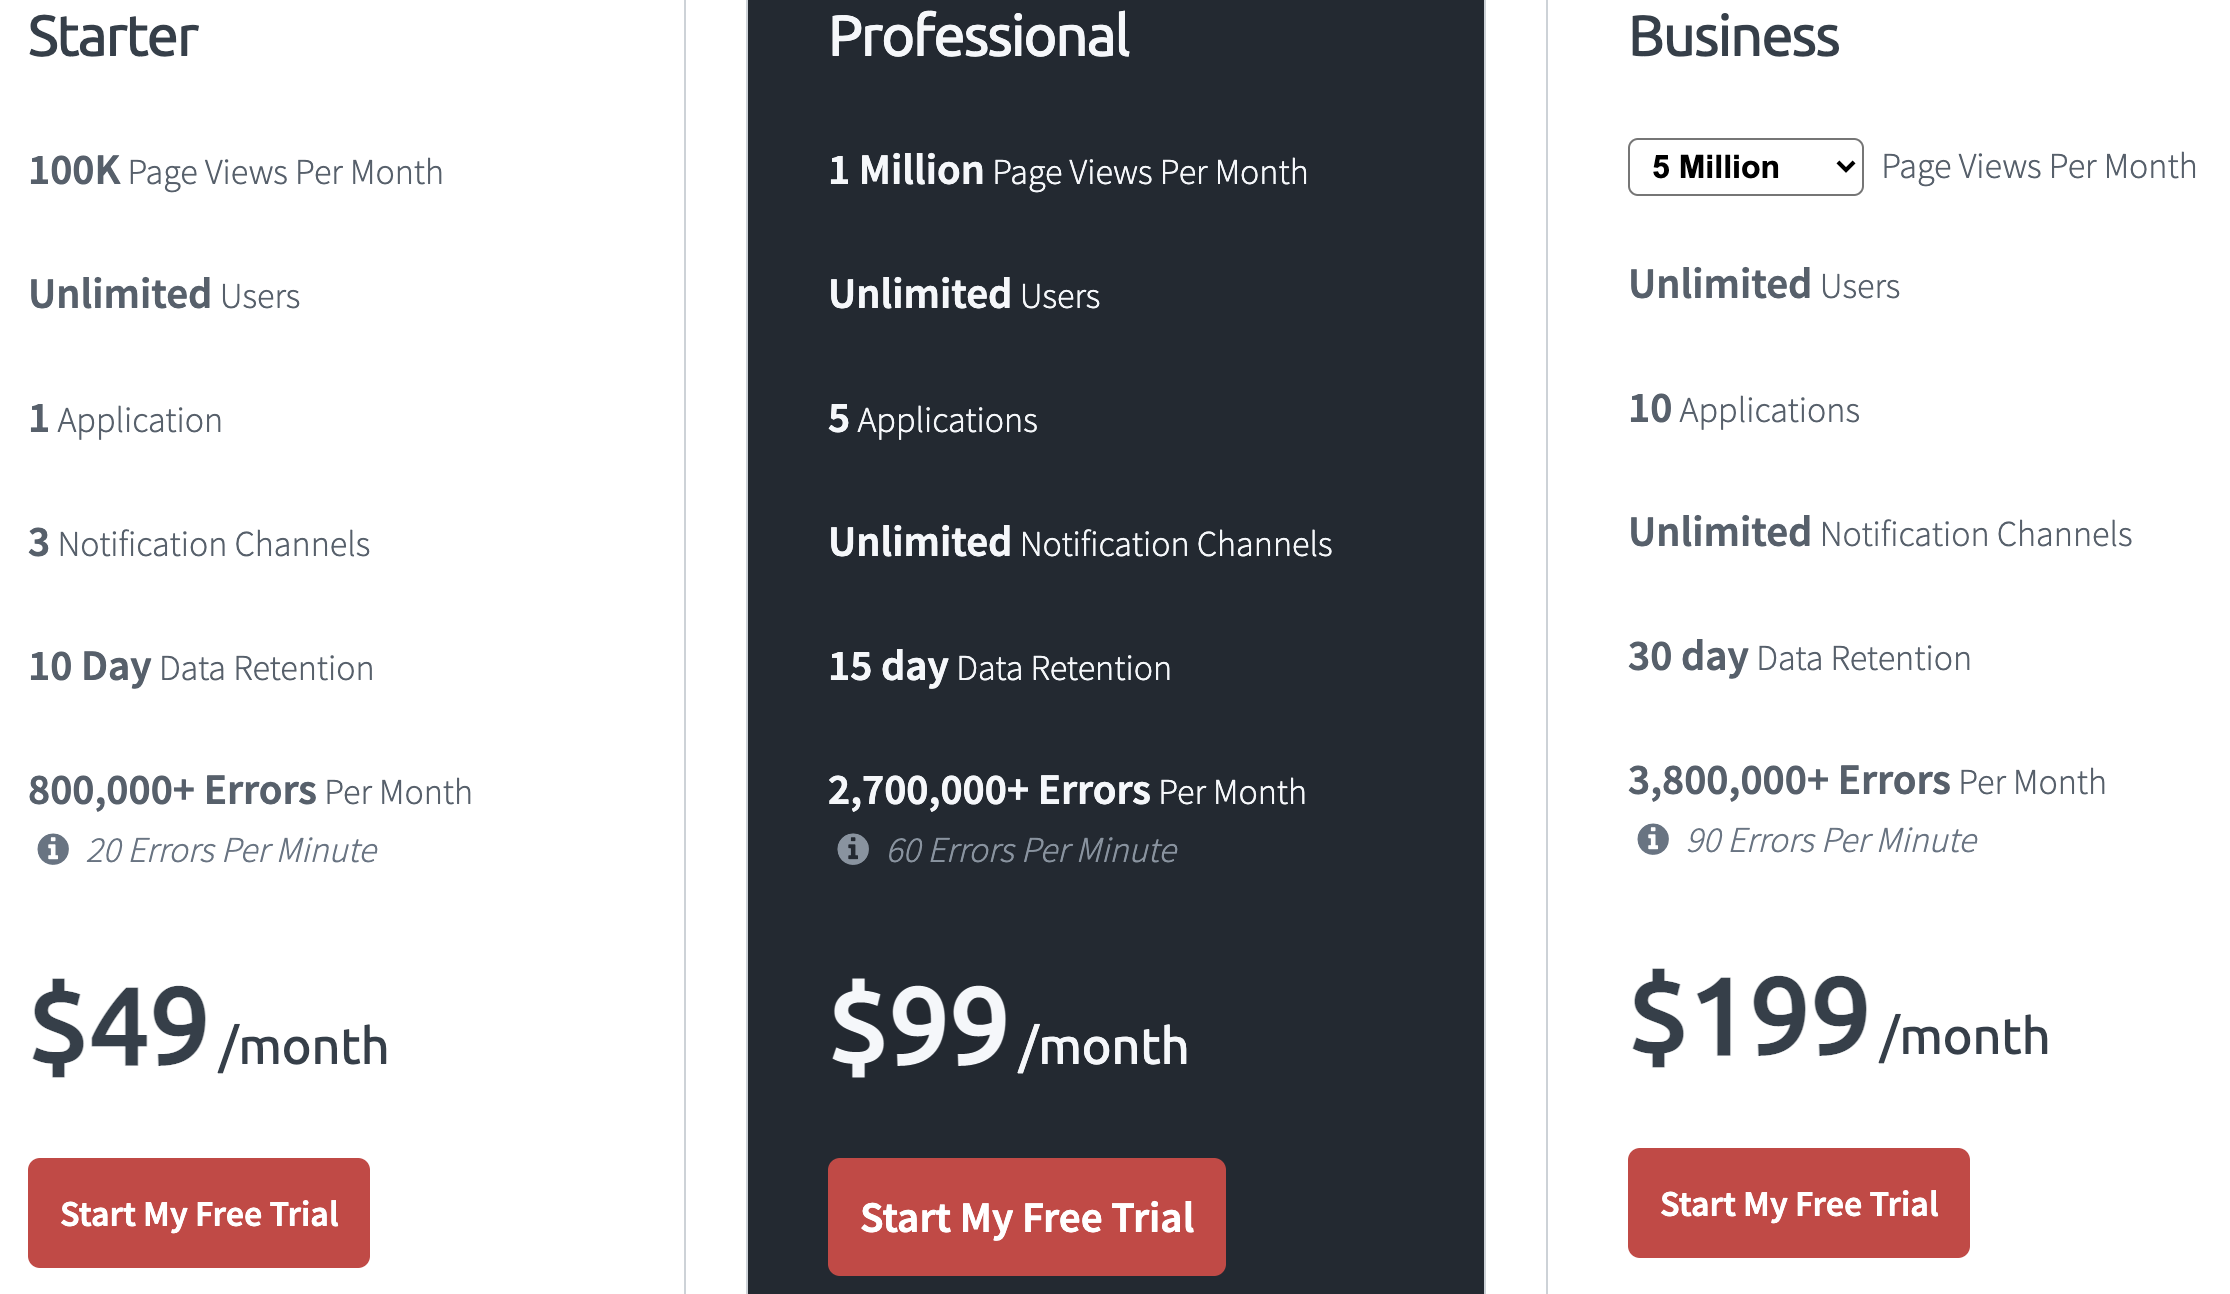 Starter
100K Page Views Per Month
Unlimited Users
1 Application
3 Notification Channels
10 Day Data Retention
800,000+ Errors Per Month
20 Errors Per Minute
$49 /month
Start My Free Trial
Professional
1 Million Page Views Per Month
Unlimited Users
5 Applications
Unlimited Notification Channels
15 day Data Retention
2,700,000+ Errors Per Month
60 Errors Per Minute
$99 /month
Start My Free Trial
Business
5 Million Page Views Per Month
Unlimited Users
10 Applications
Unlimited Notification Channels
30 day Data Retention
3,800,000+ Errors Per Month
90 Errors Per Minute
$199 /month
Start My Free Trial